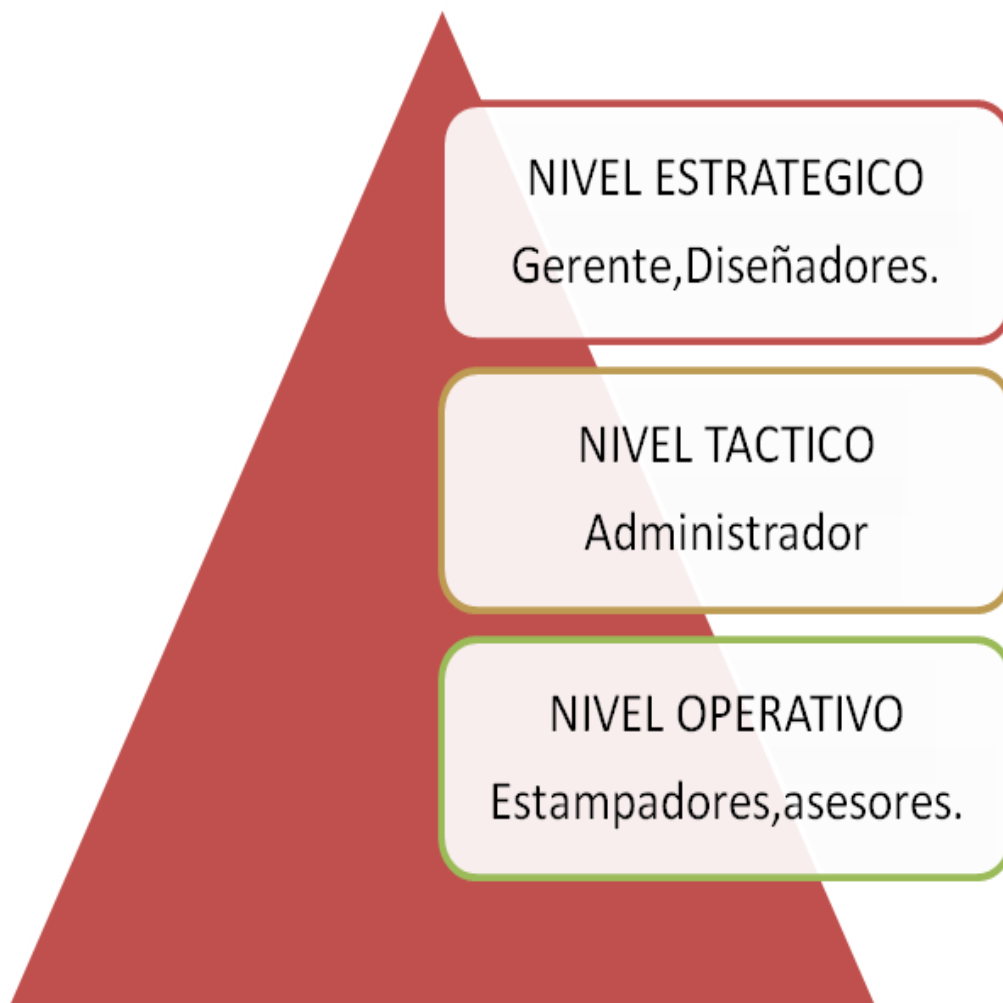 NIVEL ESTRATEGICO
Gerente,Diseñadores.
NIVEL TACTICO
Administrador
NIVEL OPERATIVO
Estampadores,asesores.